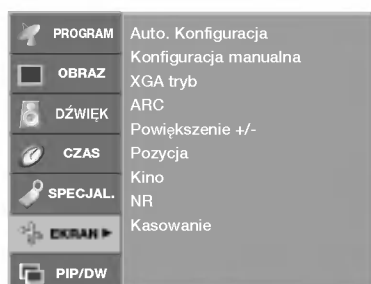 PROGRAM
OBRAZ
DŹWIĘK
CZAS
SPECJAL.
EKRAN
PIP/DW
Auto. Konfiguracja
Konfiguracja manualna
XGA tryb
ARC
Powiększenie +/-
Pozycja
Kino
NR
Kasowanie